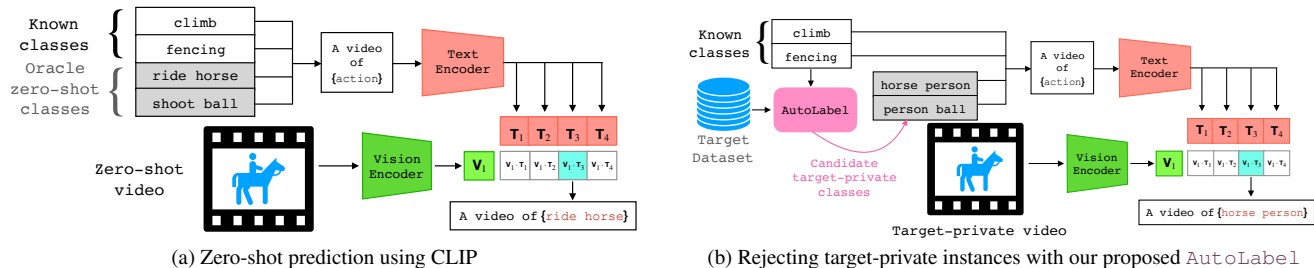 Known
classes
climb
fencing
Oracle
zero-shot
classes
ride horse
shoot ball
A video
of
{action}
Text
Encoder
T1 T2 T3 T4
Zero-shot
video
Vision
Encoder
V1
V1·T1 V1·T2 V1·T3 V1·T4
A video of {ride horse}
(a) Zero-shot prediction using CLIP
Known
classes
climb
fencing
horse person
person ball
AutoLabel
Target
Dataset
Candidate
target-private
classes
A video
of
{action}
Text
Encoder
T1 T2 T3 T4
Vision
Encoder
V1
V1·T1 V1·T2 V1·T3 V1·T4
A video of {horse person}
Target-private video
(b) Rejecting target-private instances with our proposed AutoLabel